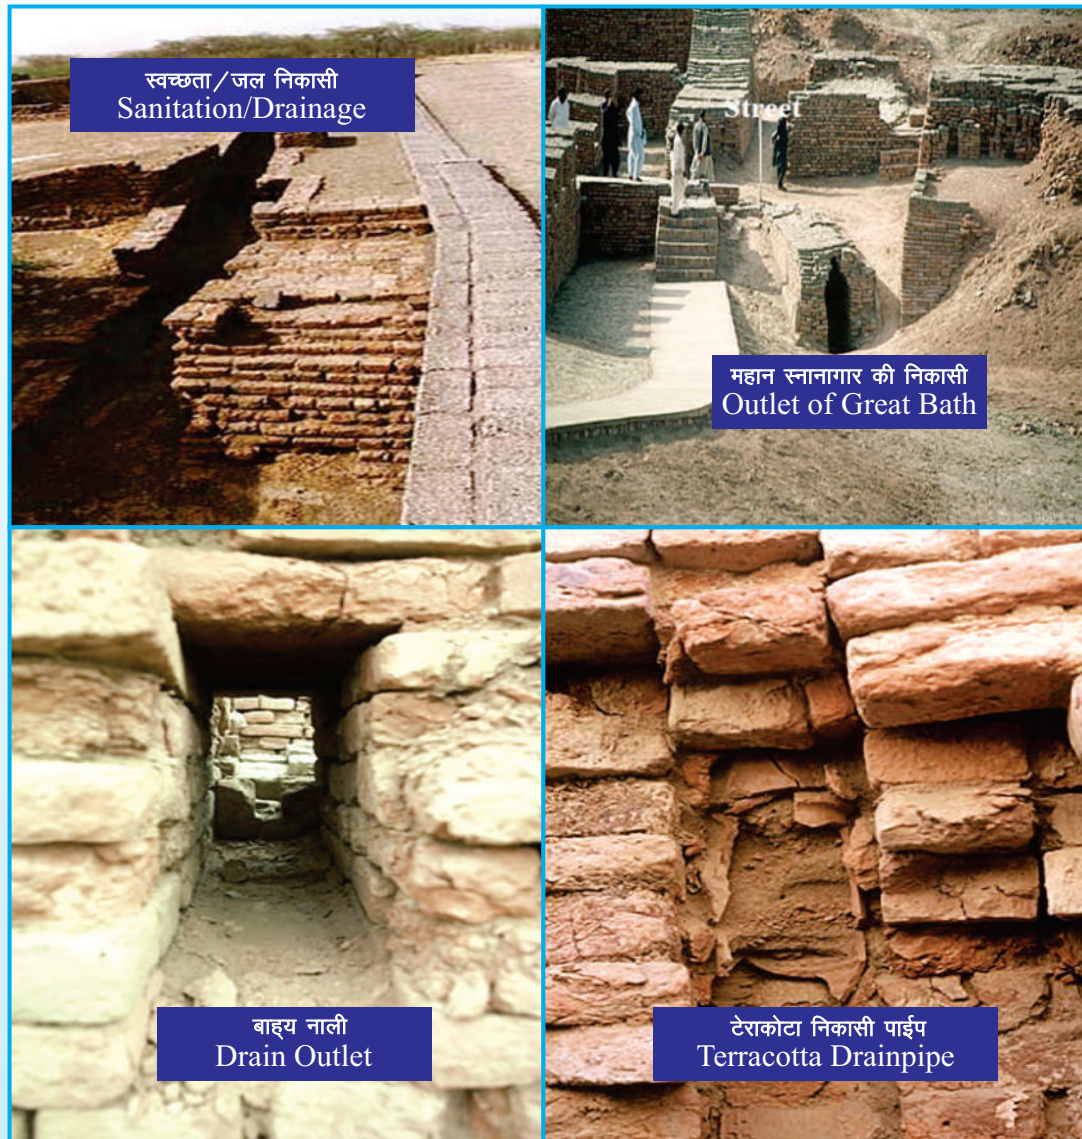 स्वच्छता/जल निकासी
Sanitation/Drainage
Street
महान स्नानागार की निकासी
Outlet of Great Bath
बाह्य नाली
Drain Outlet
टेराकोटा निकासी पाईप
Terracotta Drainpipe